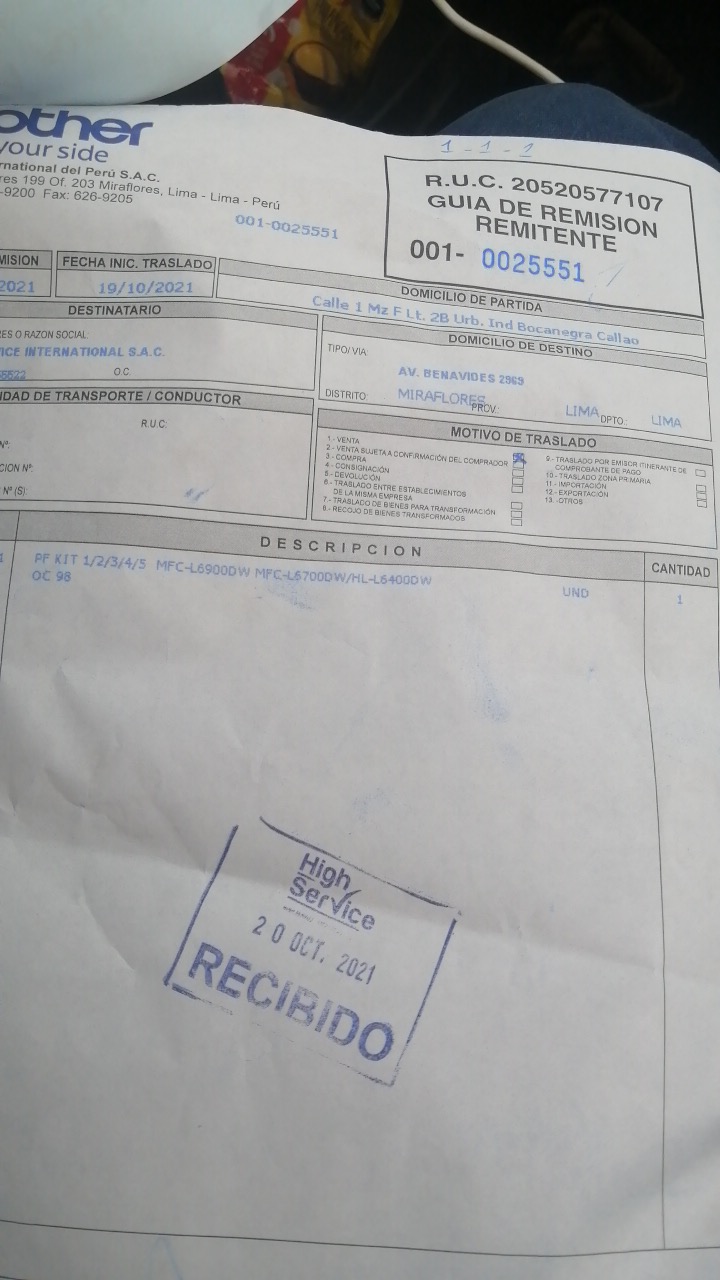 other
your side
rnational del Perú S.A.C.
res 199 Of. 203 Miraflores, Lima - Lima - Perú
-9200 Fax: 626-9205
001-0025551
1 - 1 - 1
R.U.C. 20520577107
GUIA DE REMISION
REMITENTE
001- 0025551
MISION
2021
FECHA INIC. TRASLADO
19/10/2021
DOMICILIO DE PARTIDA
Calle 1 Mz F Lt. 2B Urb. Ind Bocanegra Callao
DESTINATARIO
ES O RAZON SOCIAL:
ICE INTERNATIONAL S.A.C.
O.C.
DOMICILIO DE DESTINO
TIPO/VIA:
AV. BENAVIDES 2969
DISTRITO: MIRAFLORES PROV.: LIMA DPTO.: LIMA
IDAD DE TRANSPORTE / CONDUCTOR
R.U.C:
Nº:
CION Nº:
Nº (S):
MOTIVO DE TRASLADO
1.- VENTA
2.- VENTA SUJETA A CONFIRMACIÓN DEL COMPRADOR
3.- COMPRA
4.- CONSIGNACIÓN
5.- DEVOLUCIÓN
6.- TRASLADO ENTRE ESTABLECIMIENTOS
DE LA MISMA EMPRESA
7.- TRASLADO DE BIENES PARA TRANSFORMACIÓN
8.- RECOJO DE BIENES TRANSFORMADOS
9.- TRASLADO POR EMISOR ITINERANTE DE
COMPROBANTE DE PAGO
10.- TRASLADO ZONA PRIMARIA
11.- IMPORTACIÓN
12.- EXPORTACIÓN
13.- OTROS
DESCRIPCION
CANTIDAD
1 PF KIT 1/2/3/4/5 MFC-L6900DW MFC-L6700DW/HL-L6400DW UND 1
OC 98
High
Service
20 OCT. 2021
RECIBIDO